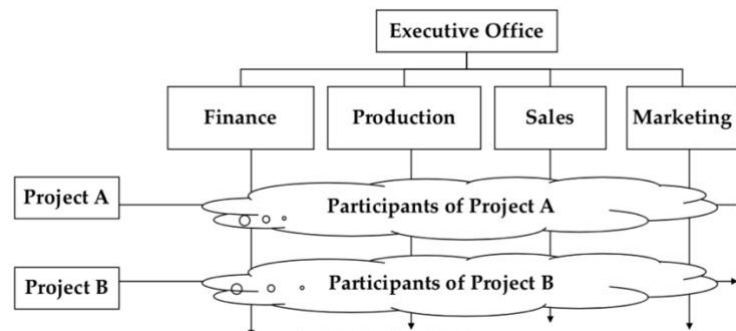 Executive Office
Finance
Production
Sales
Marketing
Project A
Participants of Project A
Project B
Participants of Project B